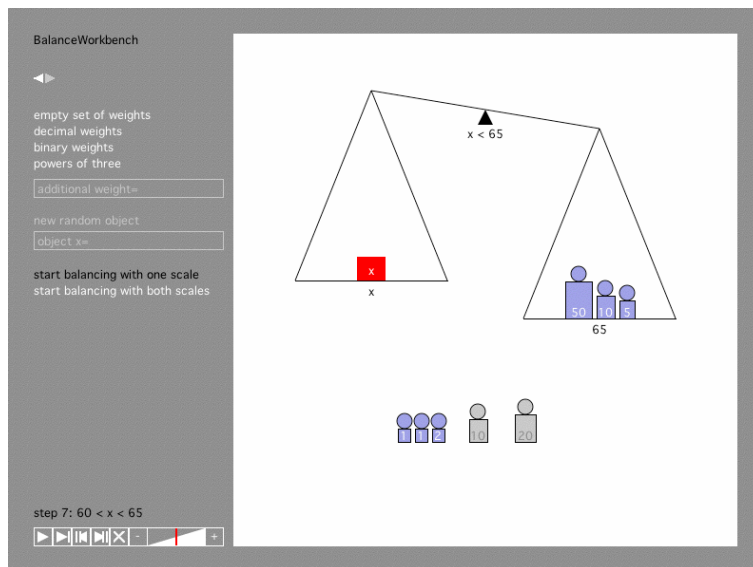 BalanceWorkbench
empty set of weights
decimal weights
binary weights
powers of three
additional weight=
new random object
object x=
start balancing with one scale
start balancing with both scales
step 7: 60 < x < 65
- +
x < 65
x
x
50 10 5
65
1 1 2 10 20